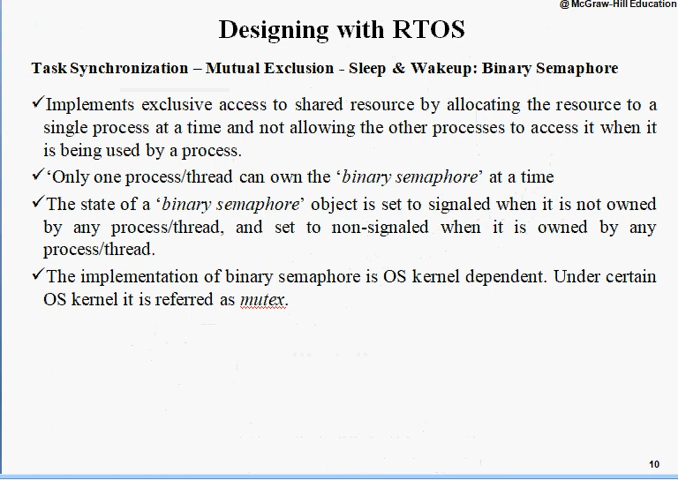 @ McGraw-Hill Education
Designing with RTOS
Task Synchronization – Mutual Exclusion - Sleep & Wakeup: Binary Semaphore
✓Implements exclusive access to shared resource by allocating the resource to a
single process at a time and not allowing the other processes to access it when it
is being used by a process.
✓‘Only one process/thread can own the ‘binary semaphore’ at a time
✓The state of a ‘binary semaphore’ object is set to signaled when it is not owned
by any process/thread, and set to non-signaled when it is owned by any
process/thread.
✓The implementation of binary semaphore is OS kernel dependent. Under certain
OS kernel it is referred as mutex.
10